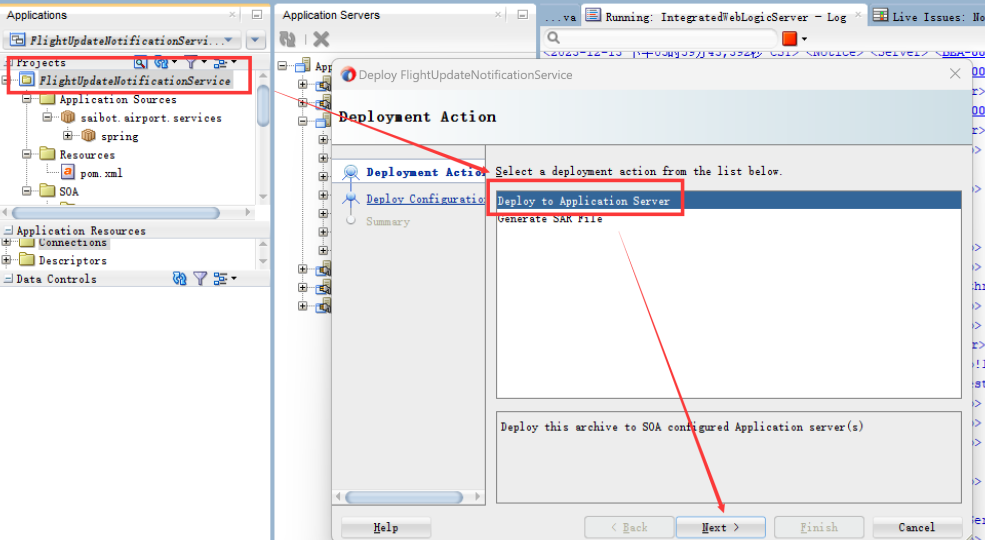 Applications
FlightUpdateNotificationServi...
Projects
FlightUpdateNotificationService
Application Sources
saibot.airport.services
spring
Resources
pom.xml
SOA
Application Resources
Connections
Descriptors
Data Controls
Application Servers
App
...va
Running: IntegratedWebLogicServer - Log
Live Issues: No
Deploy FlightUpdateNotificationService
Deployment Action
Deployment Action
Deploy Configuration
Summary
Select a deployment action from the list below.
Deploy to Application Server
Generate SAR File
Deploy this archive to SOA configured Application server(s)
Help
< Back
Next >
Finish
Cancel